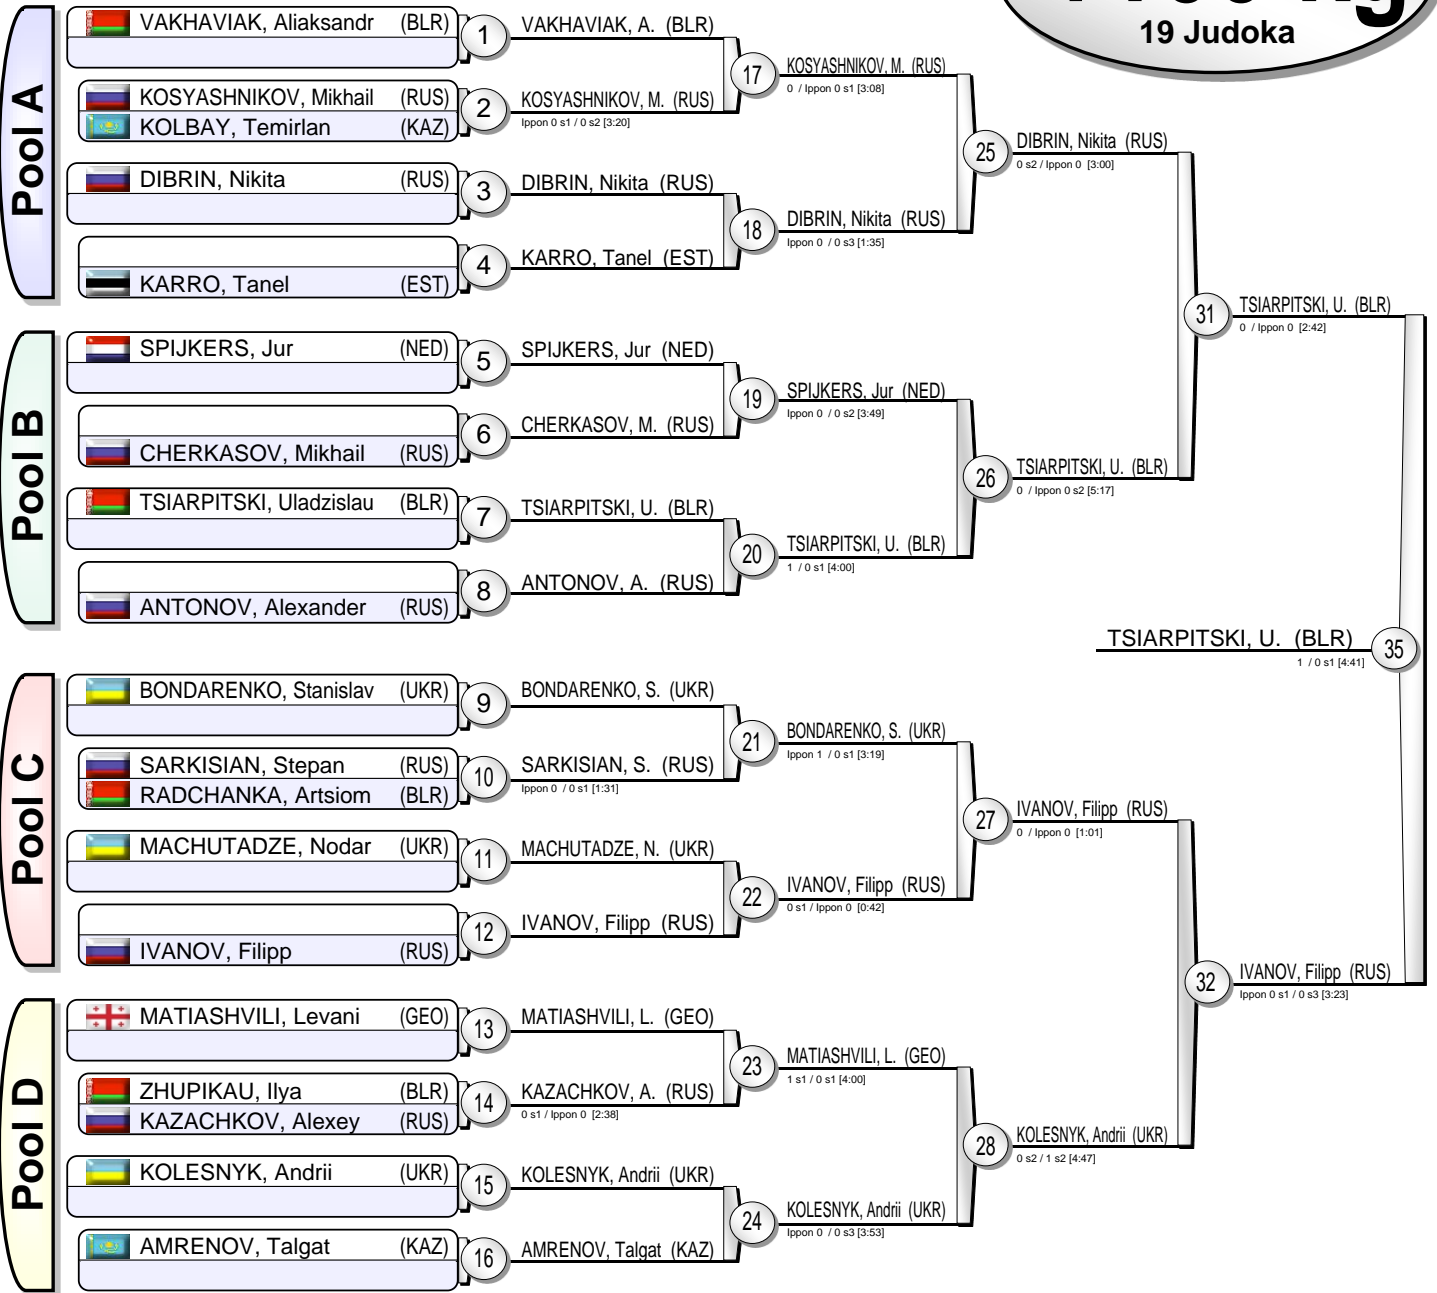 19 Judoka
Pool A
VAKHAVIAK, Aliaksandr (BLR)
1
KOSYASHNIKOV, Mikhail (RUS)
KOLBAY, Temirlan (KAZ)
2
DIBRIN, Nikita (RUS)
3
KARRO, Tanel (EST)
4
Pool B
SPIJKERS, Jur (NED)
5
CHERKASOV, Mikhail (RUS)
6
TSIARPITSKI, Uladzislau (BLR)
7
ANTONOV, Alexander (RUS)
8
Pool C
BONDARENKO, Stanislav (UKR)
9
SARKISIAN, Stepan (RUS)
RADCHANKA, Artsiom (BLR)
10
MACHUTADZE, Nodar (UKR)
11
IVANOV, Filipp (RUS)
12
Pool D
MATIASHVILI, Levani (GEO)
13
ZHUPIKAU, Ilya (BLR)
KAZACHKOV, Alexey (RUS)
14
KOLESNYK, Andrii (UKR)
15
AMRENOV, Talgat (KAZ)
16
VAKHAVIAK, A. (BLR)
KOSYASHNIKOV, M. (RUS)
Ippon 0 s1 / 0 s2 [3:20]
17
DIBRIN, Nikita (RUS)
KARRO, Tanel (EST)
18
SPIJKERS, Jur (NED)
CHERKASOV, M. (RUS)
19
TSIARPITSKI, U. (BLR)
ANTONOV, A. (RUS)
20
BONDARENKO, S. (UKR)
SARKISIAN, S. (RUS)
Ippon 0 / 0 s1 [1:31]
21
MACHUTADZE, N. (UKR)
IVANOV, Filipp (RUS)
22
MATIASHVILI, L. (GEO)
KAZACHKOV, A. (RUS)
0 s1 / Ippon 0 [2:38]
23
KOLESNYK, Andrii (UKR)
AMRENOV, Talgat (KAZ)
24
KOSYASHNIKOV, M. (RUS)
0 / Ippon 0 s1 [3:08]
DIBRIN, Nikita (RUS)
Ippon 0 / 0 s3 [1:35]
25
SPIJKERS, Jur (NED)
Ippon 0 / 0 s2 [3:49]
TSIARPITSKI, U. (BLR)
1 / 0 s1 [4:00]
26
BONDARENKO, S. (UKR)
Ippon 1 / 0 s1 [3:19]
IVANOV, Filipp (RUS)
0 s1 / Ippon 0 [0:42]
27
MATIASHVILI, L. (GEO)
1 s1 / 0 s1 [4:00]
KOLESNYK, Andrii (UKR)
Ippon 0 / 0 s3 [3:53]
28
DIBRIN, Nikita (RUS)
0 s2 / Ippon 0 [3:00]
TSIARPITSKI, U. (BLR)
0 / Ippon 0 s2 [5:17]
31
IVANOV, Filipp (RUS)
0 / Ippon 0 [1:01]
KOLESNYK, Andrii (UKR)
0 s2 / 1 s2 [4:47]
32
TSIARPITSKI, U. (BLR)
0 / Ippon 0 [2:42]
IVANOV, Filipp (RUS)
Ippon 0 s1 / 0 s3 [3:23]
TSIARPITSKI, U. (BLR)
35
1 / 0 s1 [4:41]